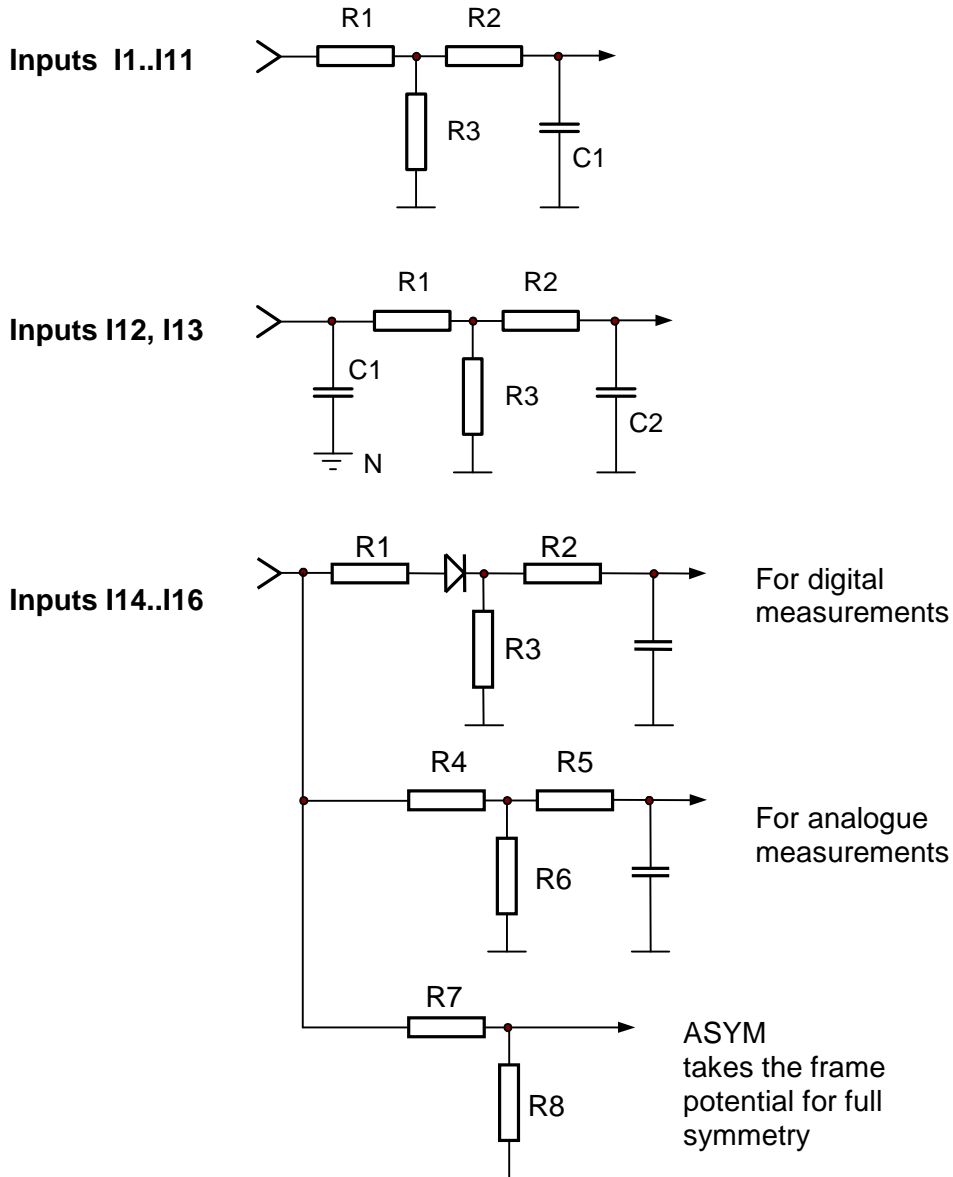 R1 R2
Inputs I1..I11
R3
C1
R1 R2
Inputs I12, I13
C1
R3
C2
N
R1 R2
For digital
measurements
Inputs I14..I16
R3
R4 R5
For analogue
measurements
R6
R7
ASYM
takes the frame
potential for full
symmetry
R8